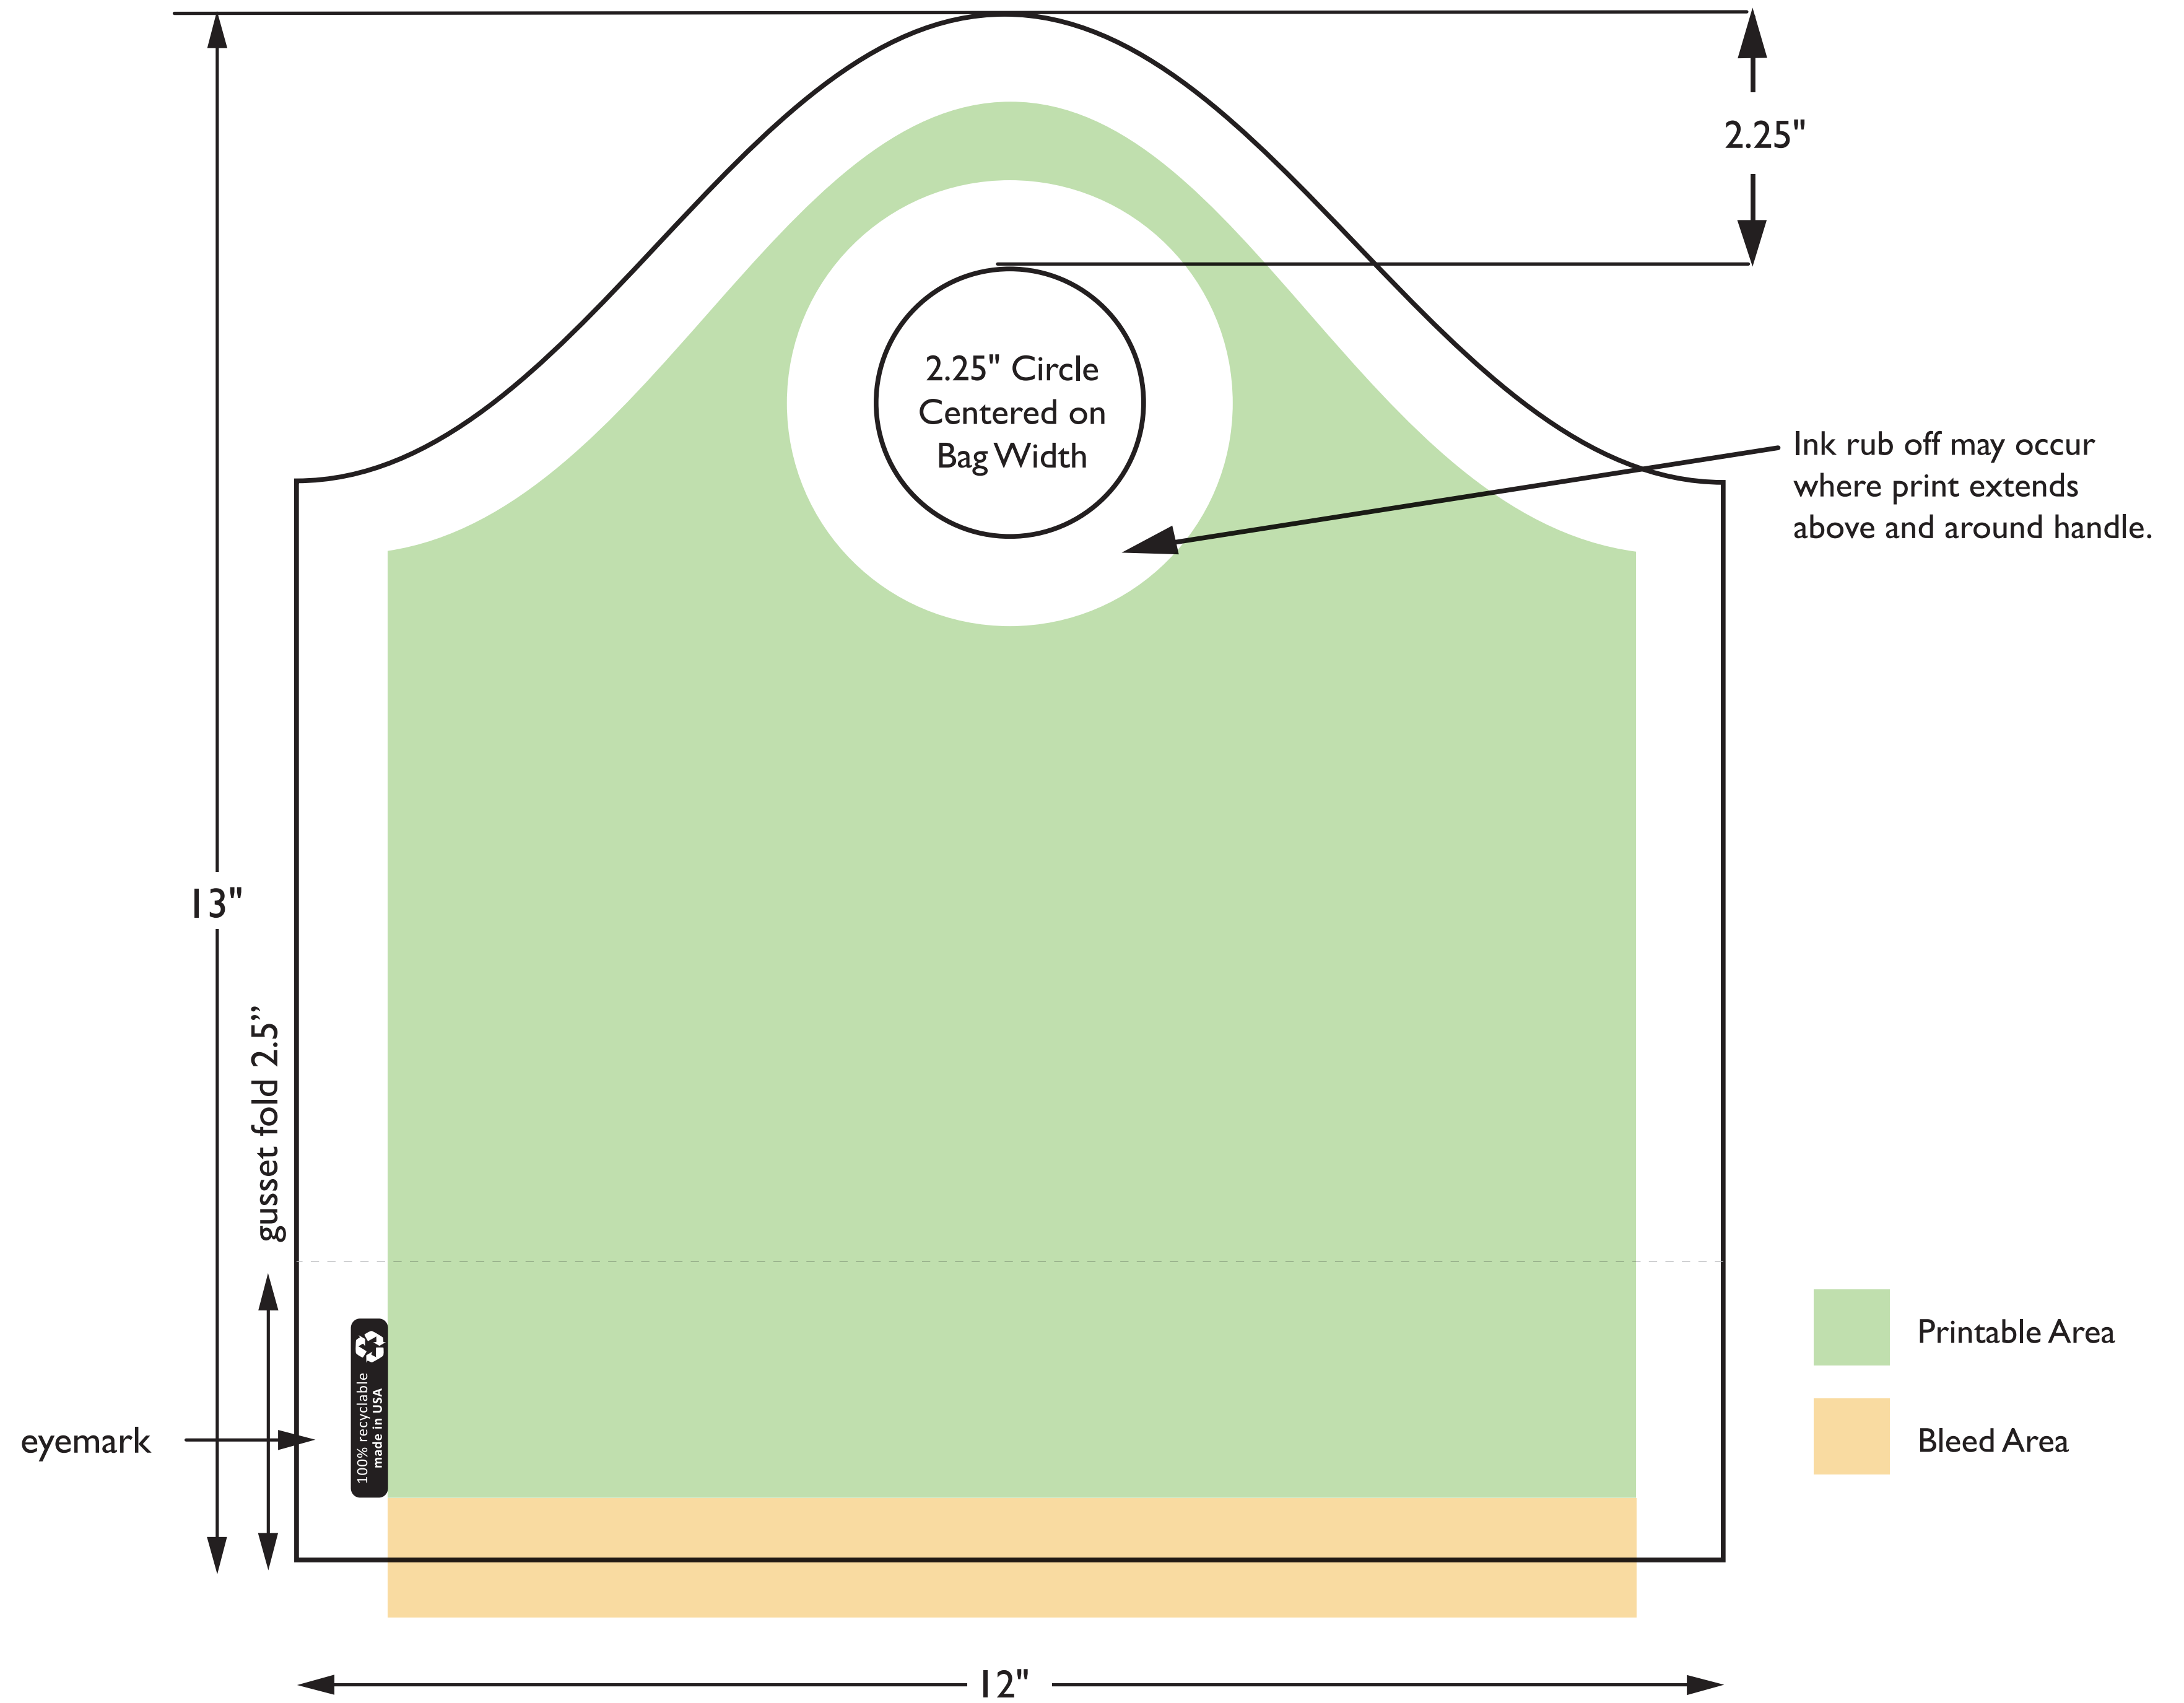 2.25"
2.25" Circle
Centered on
Bag Width
Ink rub off may occur
where print extends
above and around handle.
13"
gusset fold 2.5”
100% recyclable
made in USA
eyemark
Printable Area
Bleed Area
12"